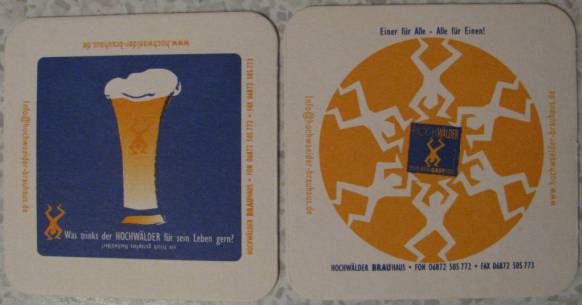 www.hochwaelder-brauhaus.de
Info@hochwaelder-brauhaus.de
Was trinkt der HOCHWÄLDER für sein Leben gern?
HOCHWÄLDER BRAUHAUS • FON 06872 505 772 • FAX 06872 505 773
Einer für Alle - Alle für Einen!
Info@hochwaelder-brauhaus.de
HOCHWÄLDER
www.hochwaelder-brauhaus.de
HOCHWÄLDER BRAUHAUS • FON 06872 505 772 • FAX 06872 505 773